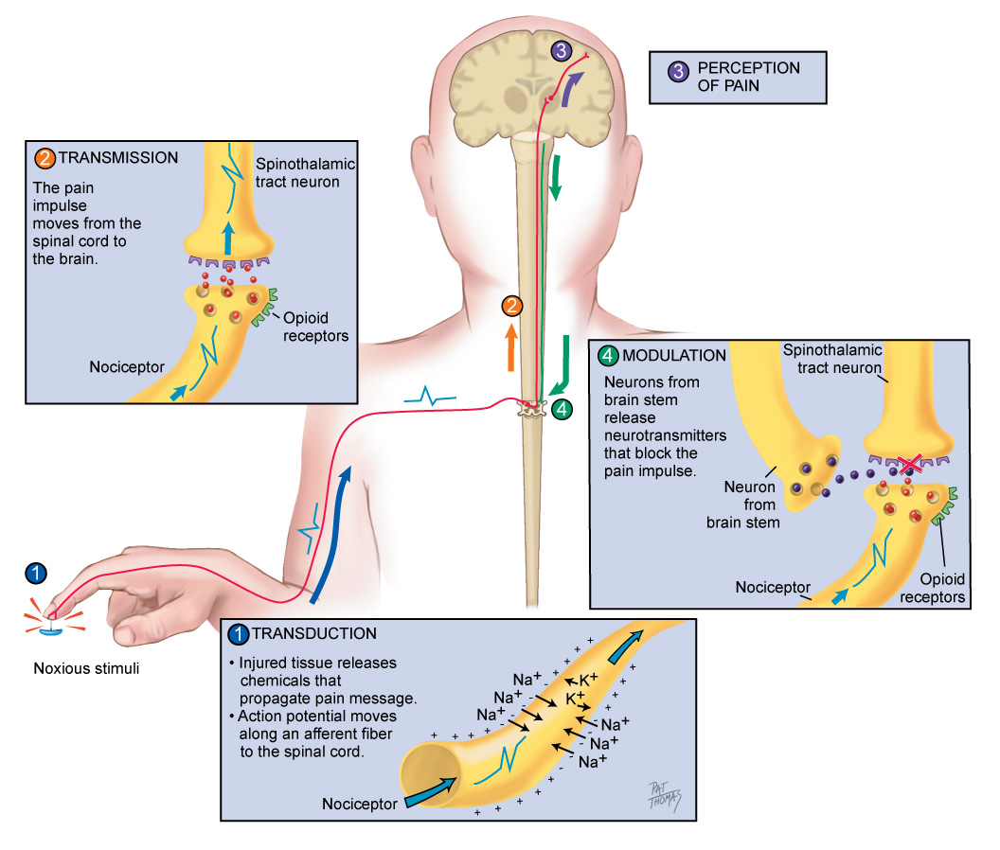 3
3 PERCEPTION
OF PAIN
2 TRANSMISSION
The pain
impulse
moves from the
spinal cord to
the brain.
Spinothalamic
tract neuron
Opioid
receptors
Nociceptor
2
4
4 MODULATION
Neurons from
brain stem
release
neurotransmitters
that block the
pain impulse.
Spinothalamic
tract neuron
Neuron
from
brain stem
Nociceptor
Opioid
receptors
1
Noxious stimuli
1 TRANSDUCTION
• Injured tissue releases
chemicals that
propagate pain message.
• Action potential moves
along an afferent fiber
to the spinal cord.
Na+
K+
Na+
K+
Na+
Na+
Na+
Na+
Nociceptor
PAT
THOMAS